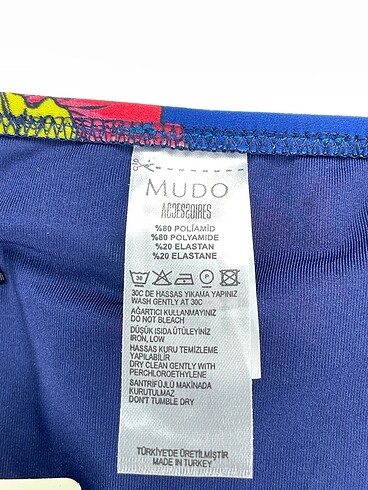 MUDO
ACCESSOIRES
%80 POLİAMİD
%80 POLYAMIDE
%20 ELASTAN
%20 ELASTANE
30
P
30C DE HASSAS YIKAMA YAPINIZ
WASH GENTLY AT 30C
AĞARTICI KULLANMAYINIZ
DO NOT BLEACH
DÜŞÜK ISIDA ÜTÜLEYİNİZ
IRON, LOW
HASSAS KURU TEMİZLEME
YAPILABİLİR
DRY CLEAN GENTLY WITH
PERCHLOROETHYLENE
SANTRİFÜJLÜ MAKİNADA
KURUTULMAZ
DON'T TUMBLE DRY
TÜRKİYE'DE ÜRETİLMİŞTİR
MADE IN TURKEY